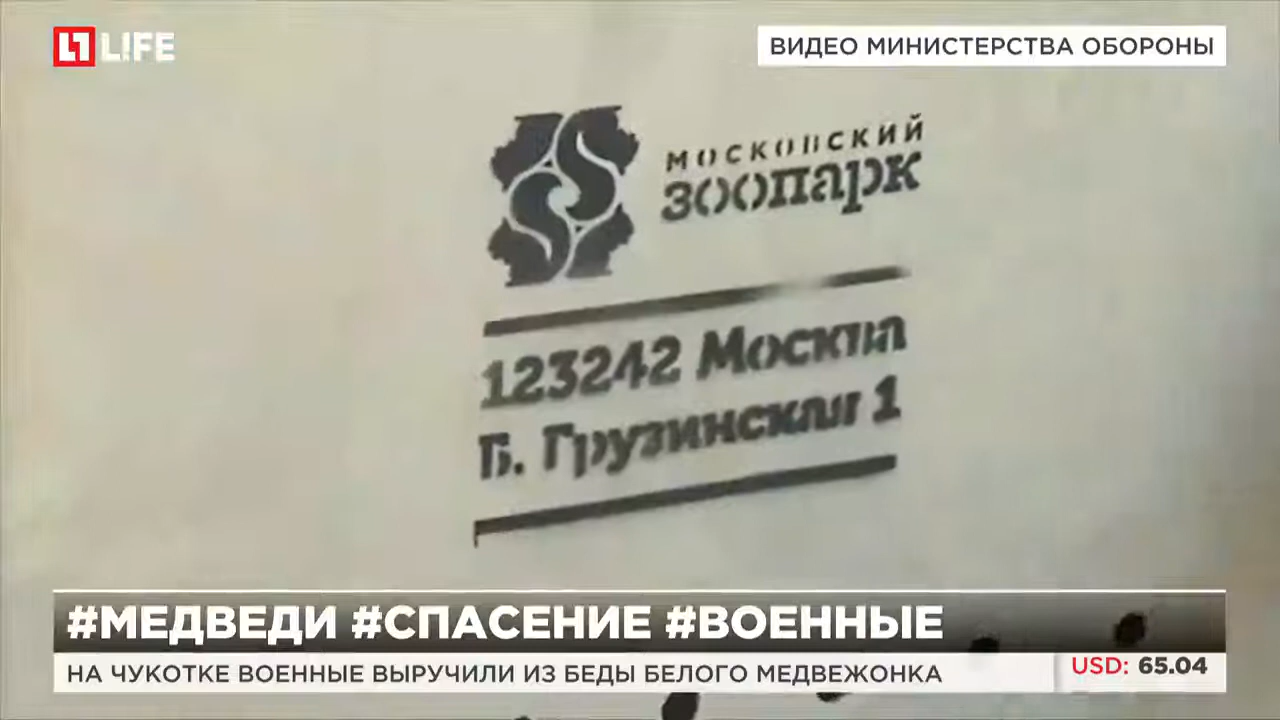 LIFE
ВИДЕО МИНИСТЕРСТВА ОБОРОНЫ
МОСКОВСКИЙ
ЗООПАРК
123242 Москва
Б. Грузинская 1
#МЕДВЕДИ #СПАСЕНИЕ #ВОЕННЫЕ
НА ЧУКОТКЕ ВОЕННЫЕ ВЫРУЧИЛИ ИЗ БЕДЫ БЕЛОГО МЕДВЕЖОНКА
USD: 65.04